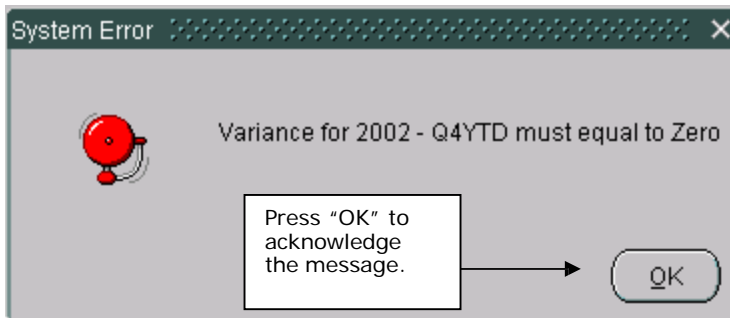 System Error
Variance for 2002 - Q4YTD must equal to Zero
Press “OK” to
acknowledge
the message.
OK